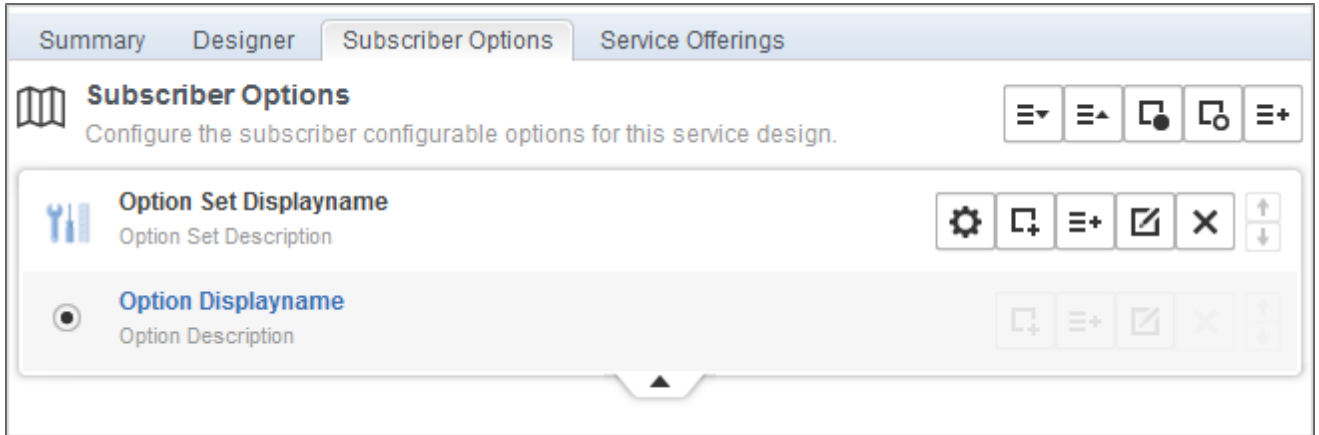 Summary Designer Subscriber Options Service Offerings
Subscriber Options
Configure the subscriber configurable options for this service design.
Option Set Displayname
Option Set Description
Option Displayname
Option Description